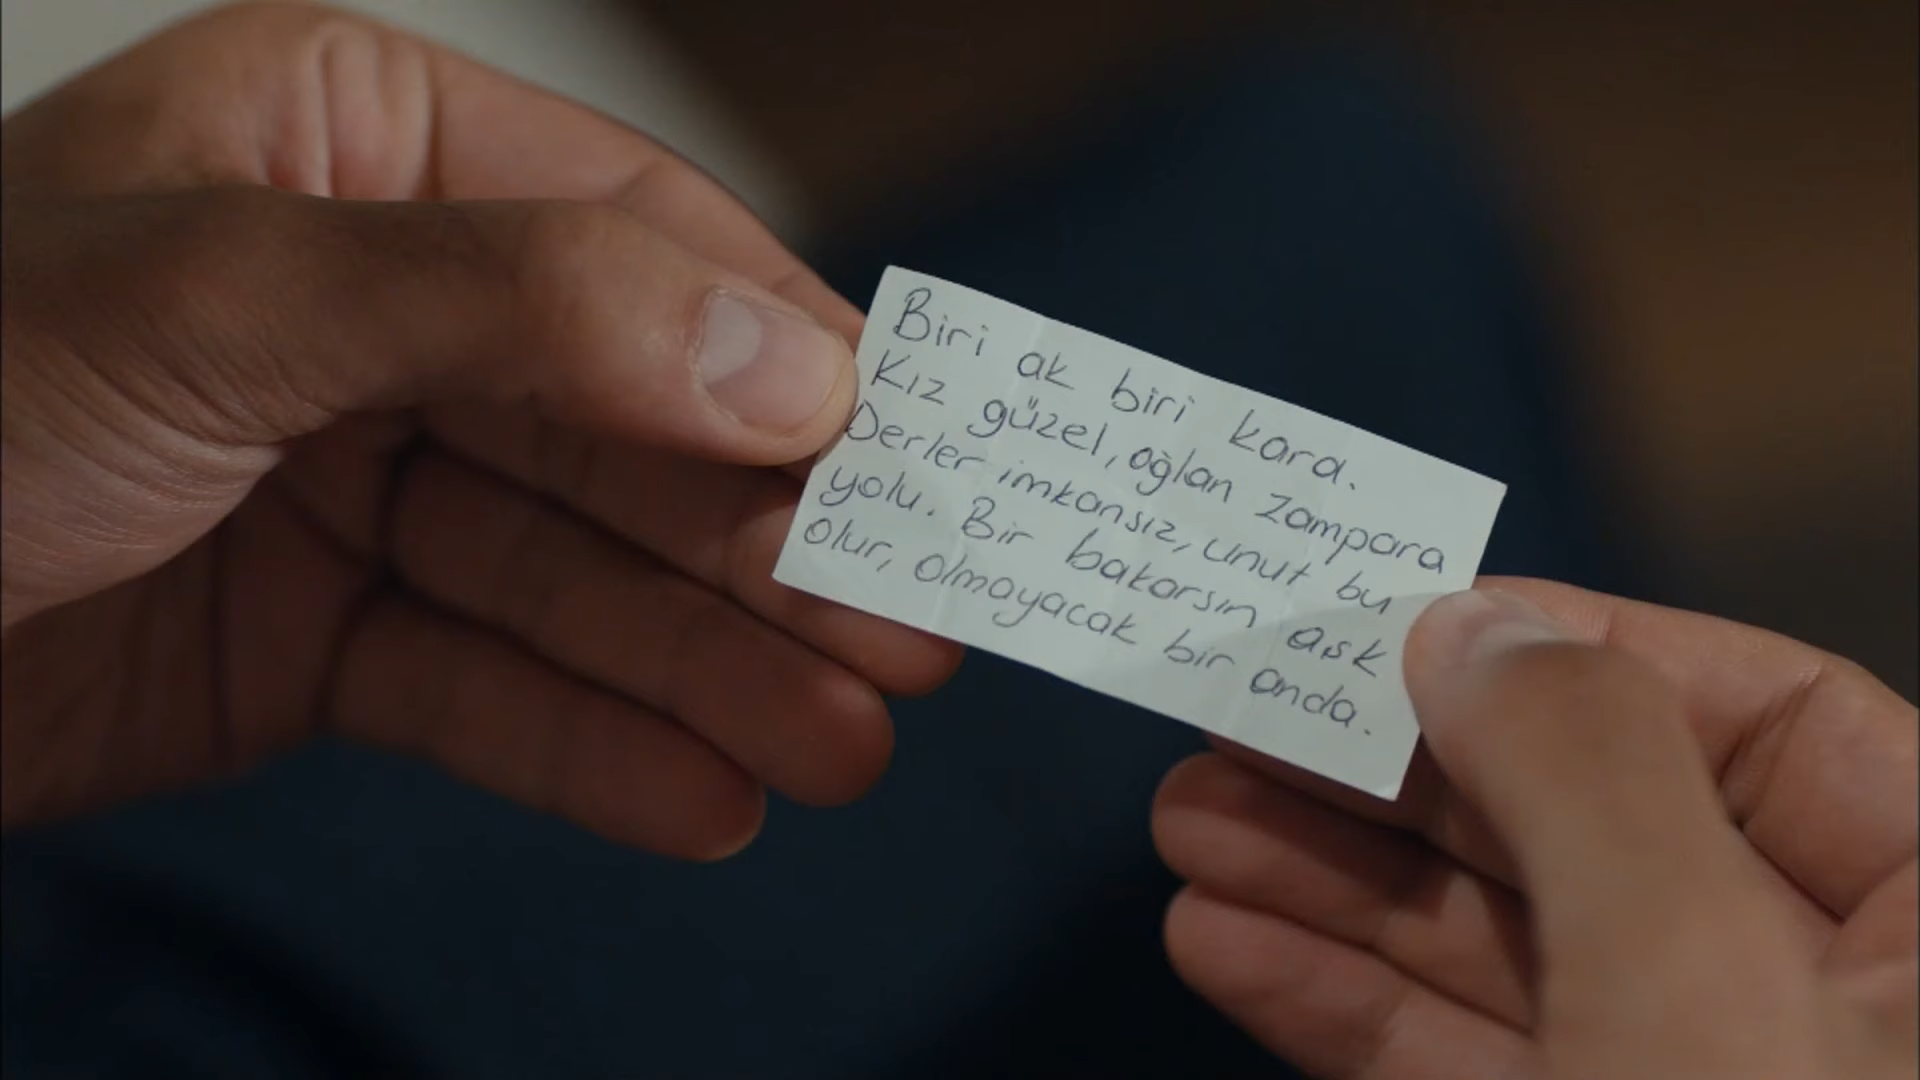 Biri ak biri kara.
Kız güzel, oğlan zampara
Derler imkansız, unut bu
yolu. Bir bakarsın aşk
olur, olmayacak bir anda.